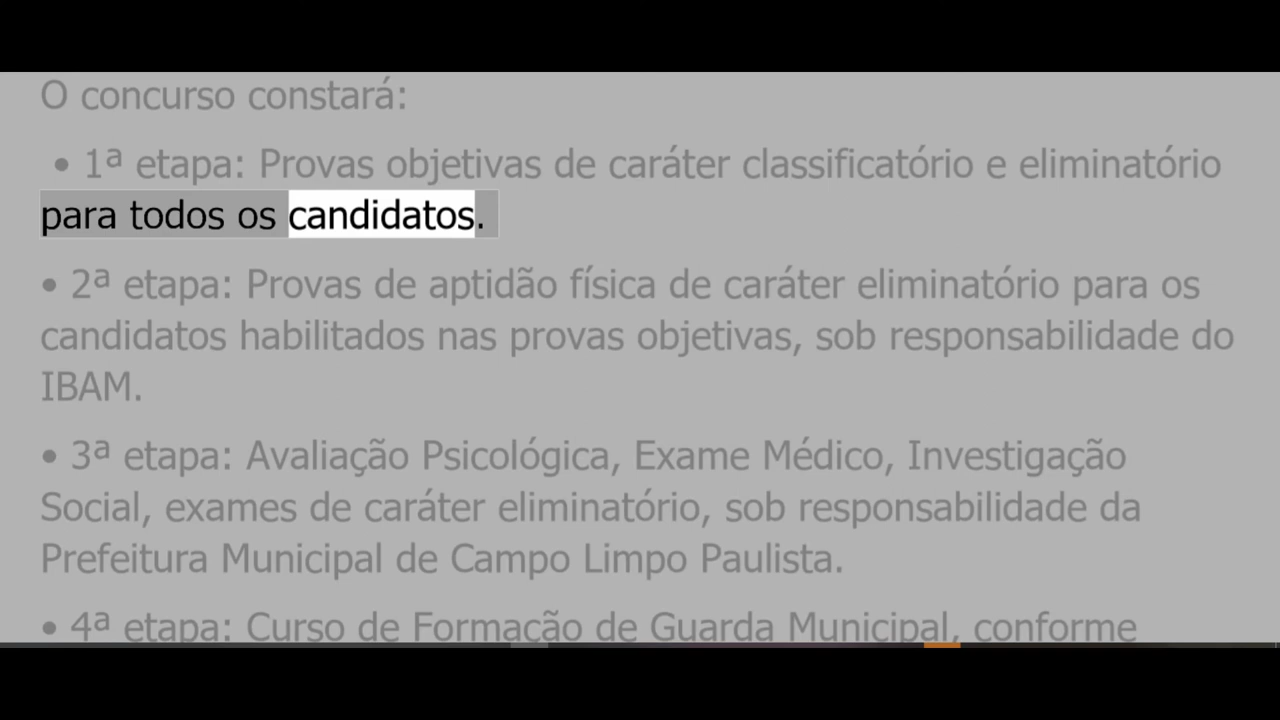 O concurso constará:
• 1ª etapa: Provas objetivas de caráter classificatório e eliminatório
para todos os candidatos.
• 2ª etapa: Provas de aptidão física de caráter eliminatório para os
candidatos habilitados nas provas objetivas, sob responsabilidade do
IBAM.
• 3ª etapa: Avaliação Psicológica, Exame Médico, Investigação
Social, exames de caráter eliminatório, sob responsabilidade da
Prefeitura Municipal de Campo Limpo Paulista.
• 4ª etapa: Curso de Formação de Guarda Municipal, conforme